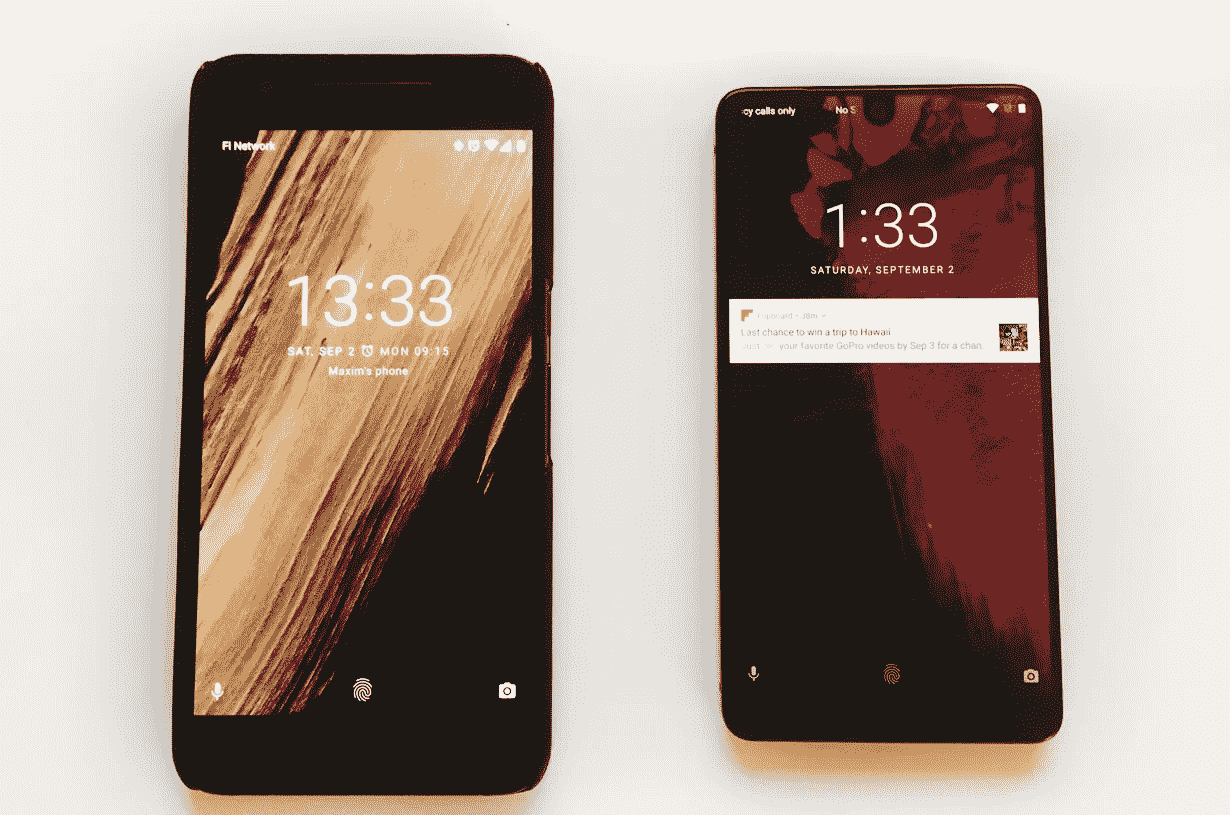 Fi Network
13:33
SAT, SEP 2 MON 09:15
Maxim's phone
cy calls only No S
1:33
SATURDAY, SEPTEMBER 2
Flipboard • 38m
Last chance to win a trip to Hawaii
Just your favorite GoPro videos by Sep 3 for a chan.